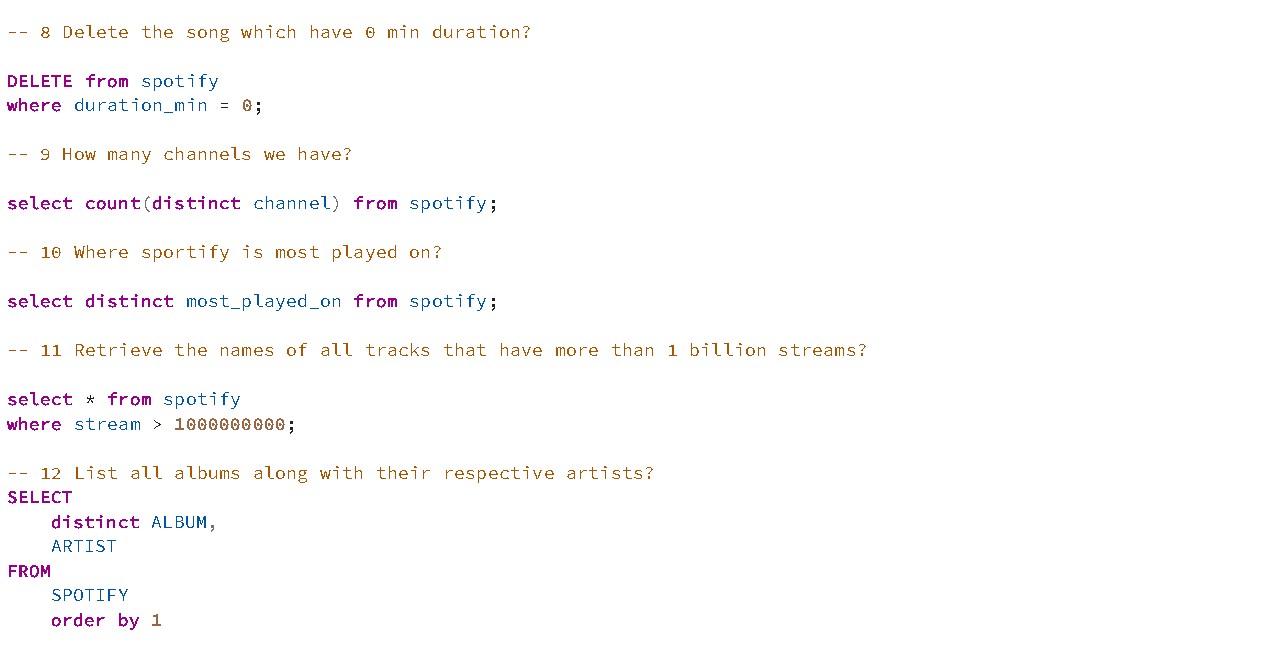 -- 8 Delete the song which have 0 min duration?
DELETE from spotify
where duration_min = 0;
-- 9 How many channels we have?
select count(distinct channel) from spotify;
-- 10 Where sportify is most played on?
select distinct most_played_on from spotify;
-- 11 Retrieve the names of all tracks that have more than 1 billion streams?
select * from spotify
where stream > 1000000000;
-- 12 List all albums along with their respective artists?
SELECT
    distinct ALBUM,
    ARTIST
FROM
    SPOTIFY
    order by 1